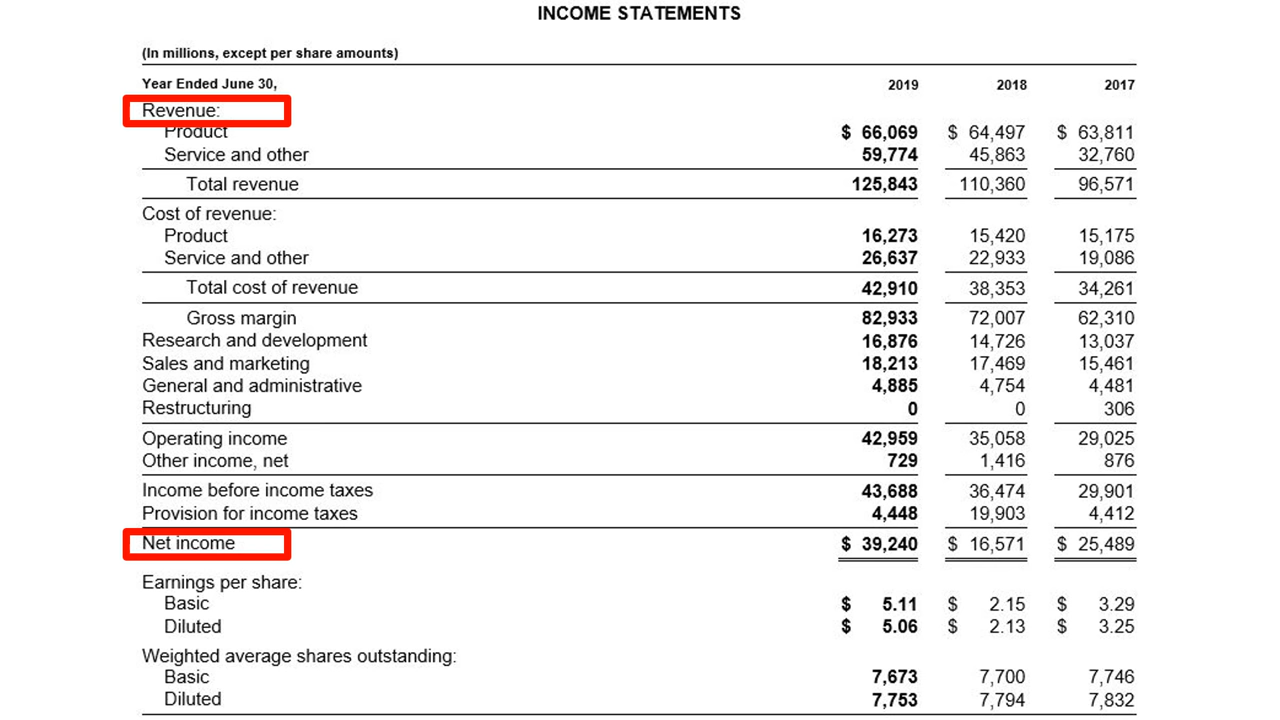 INCOME STATEMENTS
(In millions, except per share amounts)
Year Ended June 30, 2019 2018 2017
Revenue:
Product $ 66,069 $ 64,497 $ 63,811
Service and other 59,774 45,863 32,760
Total revenue 125,843 110,360 96,571
Cost of revenue:
Product 16,273 15,420 15,175
Service and other 26,637 22,933 19,086
Total cost of revenue 42,910 38,353 34,261
Gross margin 82,933 72,007 62,310
Research and development 16,876 14,726 13,037
Sales and marketing 18,213 17,469 15,461
General and administrative 4,885 4,754 4,481
Restructuring 0 0 306
Operating income 42,959 35,058 29,025
Other income, net 729 1,416 876
Income before income taxes 43,688 36,474 29,901
Provision for income taxes 4,448 19,903 4,412
Net income $ 39,240 $ 16,571 $ 25,489
Earnings per share:
Basic $ 5.11 $ 2.15 $ 3.29
Diluted $ 5.06 $ 2.13 $ 3.25
Weighted average shares outstanding:
Basic 7,673 7,700 7,746
Diluted 7,753 7,794 7,832